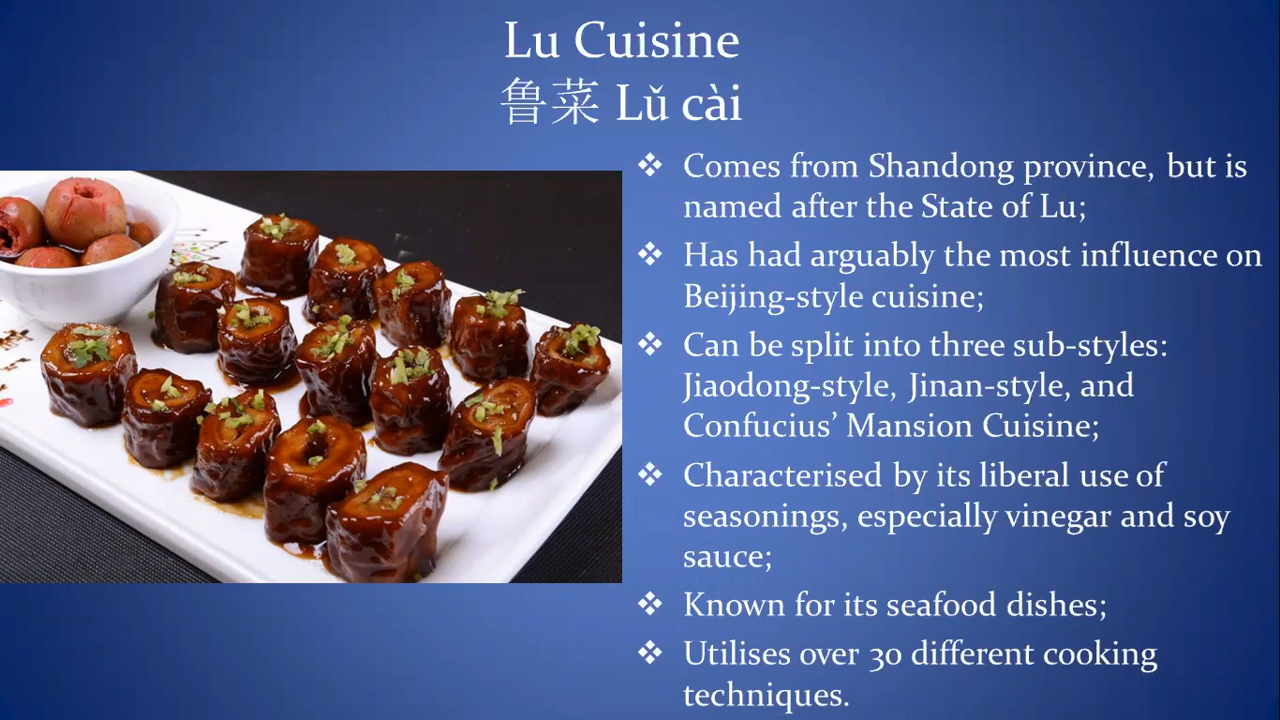 Lu Cuisine
鲁菜 Lǔ cài
❖ Comes from Shandong province, but is
named after the State of Lu;
❖ Has had arguably the most influence on
Beijing-style cuisine;
❖ Can be split into three sub-styles:
Jiaodong-style, Jinan-style, and
Confucius’ Mansion Cuisine;
❖ Characterised by its liberal use of
seasonings, especially vinegar and soy
sauce;
❖ Known for its seafood dishes;
❖ Utilises over 30 different cooking
techniques.